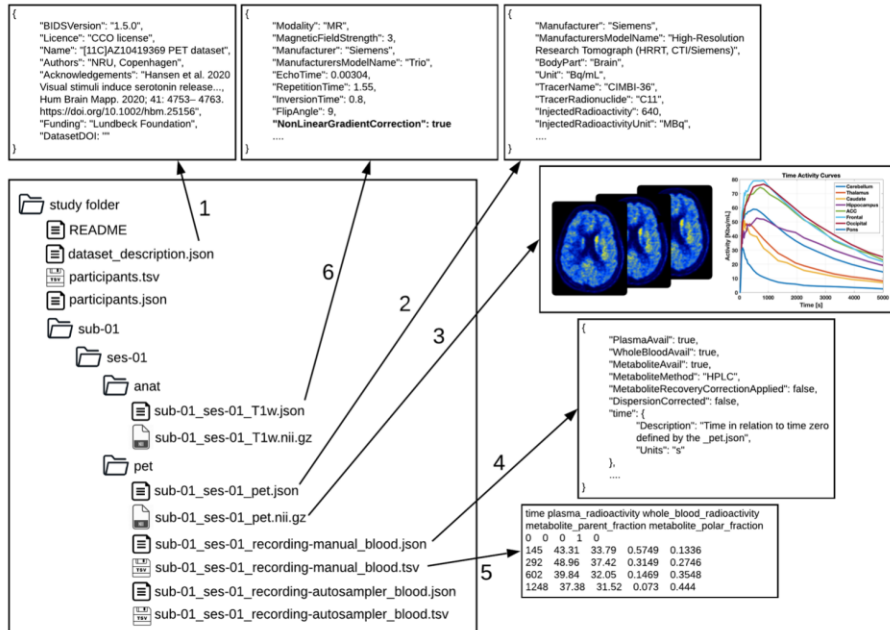 {
"BIDSVersion": "1.5.0",
"Licence": "CCO license",
"Name": "[11C]AZ10419369 PET dataset",
"Authors": "NRU, Copenhagen",
"Acknowledgements": "Hansen et al. 2020
Visual stimuli induce serotonin release...,
Hum Brain Mapp. 2020; 41: 4753– 4763.
https://doi.org/10.1002/hbm.25156",
"Funding": "Lundbeck Foundation",
"DatasetDOI: ""
}
{
"Modality": "MR",
"MagneticFieldStrength": 3,
"Manufacturer": "Siemens",
"ManufacturersModelName": "Trio",
"EchoTime": 0.00304,
"RepetitionTime": 1.55,
"InversionTime": 0.8,
"FlipAngle": 9,
"NonLinearGradientCorrection": true
....
}
{
"Manufacturer": "Siemens",
"ManufacturersModelName": "High-Resolution
Research Tomograph (HRRT, CTI/Siemens)",
"BodyPart": "Brain",
"Unit": "Bq/mL",
"TracerName": "CIMBI-36",
"TracerRadionuclide": "C11",
"InjectedRadioactivity": 640,
"InjectedRadioactivityUnit": "MBq",
....
}
study folder
README
dataset_description.json
participants.tsv
participants.json
sub-01
ses-01
anat
sub-01_ses-01_T1w.json
sub-01_ses-01_T1w.nii.gz
pet
sub-01_ses-01_pet.json
sub-01_ses-01_pet.nii.gz
sub-01_ses-01_recording-manual_blood.json
sub-01_ses-01_recording-manual_blood.tsv
sub-01_ses-01_recording-autosampler_blood.json
sub-01_ses-01_recording-autosampler_blood.tsv
1
6
2
3
4
5
Time Activity Curves
Activity [kBq/mL]
80
70
60
50
40
30
20
10
0
0 1000 2000 3000 4000 5000
Time [s]
Cerebellum
Thalamus
Caudate
Hippocampus
ACC
Frontal
Occipital
Pons
{
"PlasmaAvail": true,
"WholeBloodAvail": true,
"MetaboliteAvail": true,
"MetaboliteMethod": "HPLC",
"MetaboliteRecoveryCorrectionApplied": false,
"DispersionCorrected": false,
"time": {
"Description": "Time in relation to time zero
defined by the _pet.json",
"Units": "s"
},
....
}
time plasma_radioactivity whole_blood_radioactivity
metabolite_parent_fraction metabolite_polar_fraction
0 0 0 1 0
145 43.31 33.79 0.5749 0.1336
292 48.96 37.42 0.3149 0.2746
602 39.84 32.05 0.1469 0.3548
1248 37.38 31.52 0.073 0.444